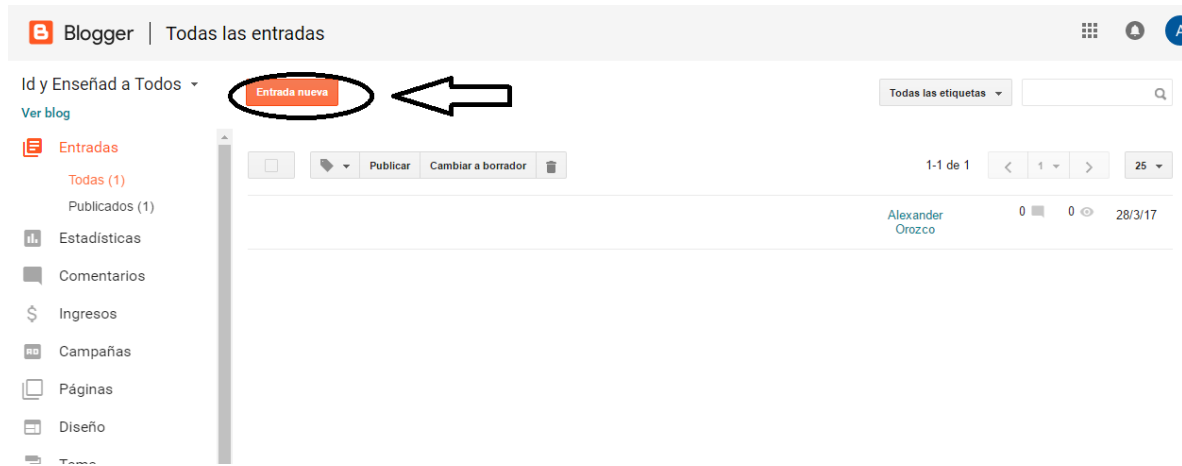 Blogger | Todas las entradas
A
Id y Enseñad a Todos
Ver blog
Entrada nueva
Todas las etiquetas
Entradas
Todas (1)
Publicados (1)
Estadísticas
Comentarios
Ingresos
Campañas
Páginas
Diseño
Tema
Publicar
Cambiar a borrador
1-1 de 1
1
25
Alexander
Orozco
0
0
28/3/17